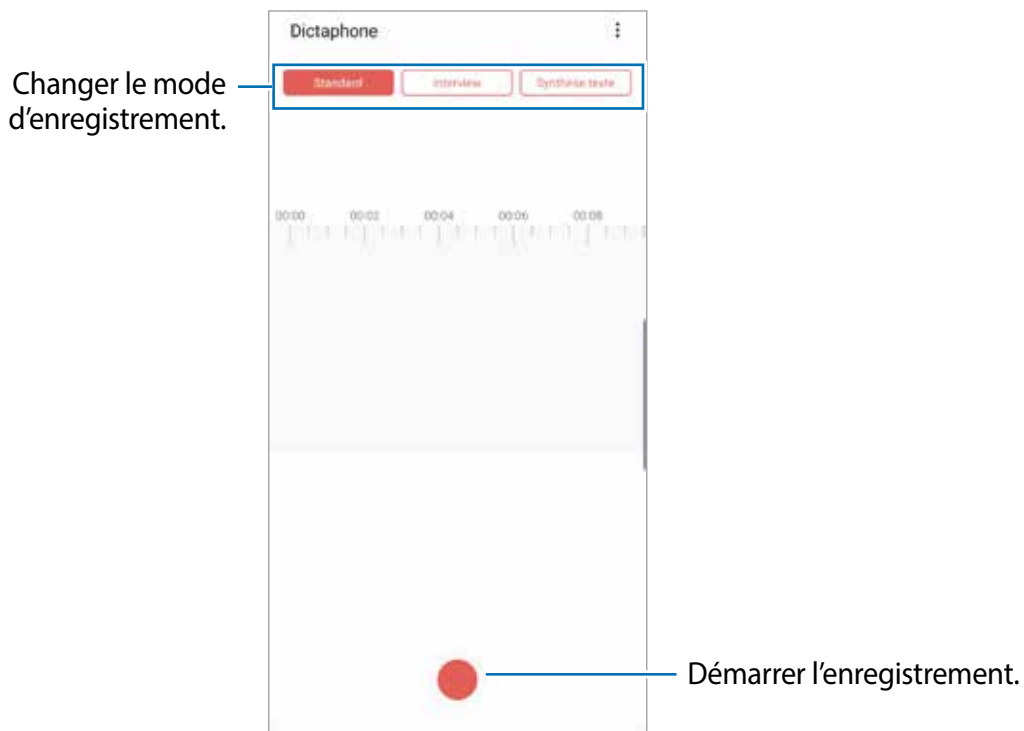 Dictaphone
Changer le mode
d'enregistrement.
Standard
Interview
Synthèse texte
00:00 00:02 00:04 00:06 00:08
Démarrer l'enregistrement.